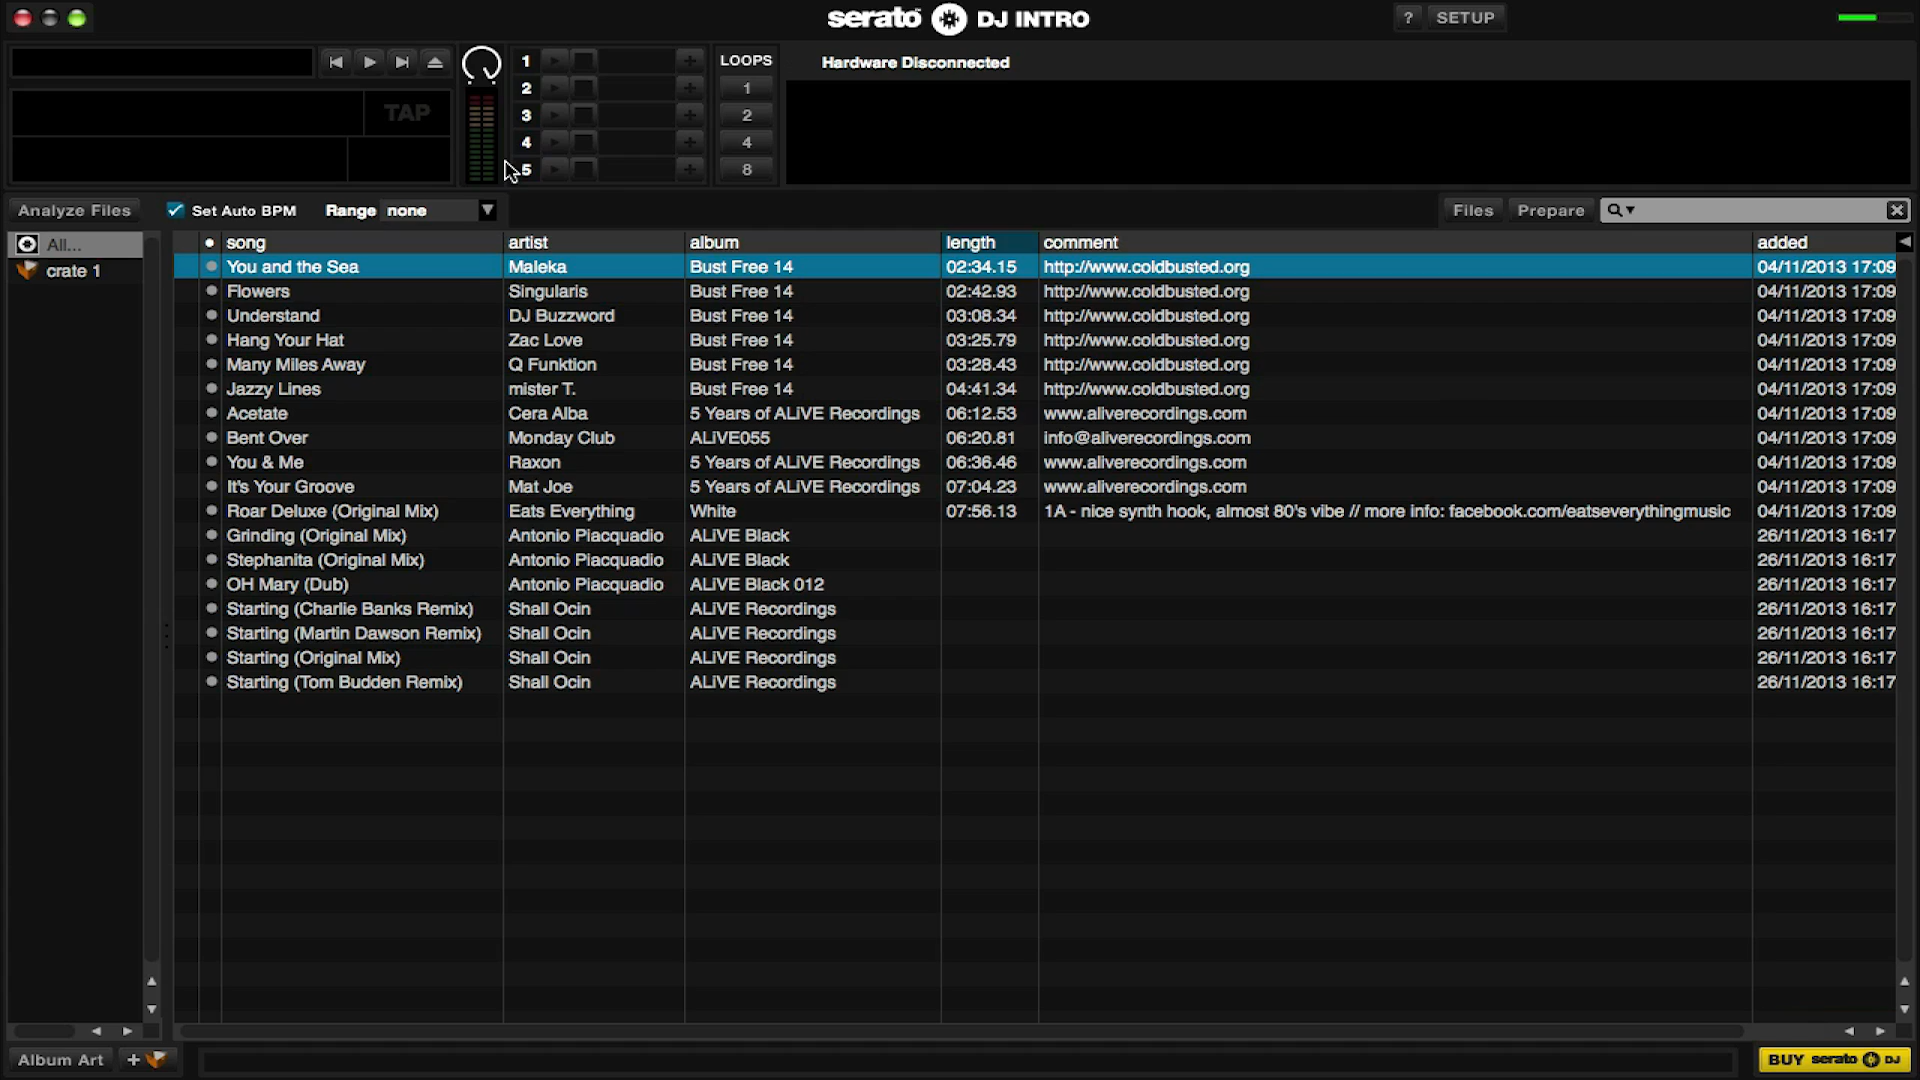 serato DJ INTRO
? SETUP
1 LOOPS Hardware Disconnected
2 1
TAP 3 2
4 4
5 8
Analyze Files Set Auto BPM Range none Files Prepare
All... song artist album length comment added
crate 1 You and the Sea Maleka Bust Free 14 02:34.15 http://www.coldbusted.org 04/11/2013 17:09
Flowers Singularis Bust Free 14 02:42.93 http://www.coldbusted.org 04/11/2013 17:09
Understand DJ Buzzword Bust Free 14 03:08.34 http://www.coldbusted.org 04/11/2013 17:09
Hang Your Hat Zac Love Bust Free 14 03:25.79 http://www.coldbusted.org 04/11/2013 17:09
Many Miles Away Q Funktion Bust Free 14 03:28.43 http://www.coldbusted.org 04/11/2013 17:09
Jazzy Lines mister T. Bust Free 14 04:41.34 http://www.coldbusted.org 04/11/2013 17:09
Acetate Cera Alba 5 Years of ALiVE Recordings 06:12.53 www.aliverecordings.com 04/11/2013 17:09
Bent Over Monday Club ALiVE055 06:20.81 info@aliverecordings.com 04/11/2013 17:09
You & Me Raxon 5 Years of ALiVE Recordings 06:36.46 www.aliverecordings.com 04/11/2013 17:09
It's Your Groove Mat Joe 5 Years of ALiVE Recordings 07:04.23 www.aliverecordings.com 04/11/2013 17:09
Roar Deluxe (Original Mix) Eats Everything White 07:56.13 1A - nice synth hook, almost 80's vibe // more info: facebook.com/eatseverythingmusic 04/11/2013 17:09
Grinding (Original Mix) Antonio Piacquadio ALiVE Black 26/11/2013 16:17
Stephanita (Original Mix) Antonio Piacquadio ALiVE Black 26/11/2013 16:17
OH Mary (Dub) Antonio Piacquadio ALiVE Black 012 26/11/2013 16:17
Starting (Charlie Banks Remix) Shall Ocin ALiVE Recordings 26/11/2013 16:17
Starting (Martin Dawson Remix) Shall Ocin ALiVE Recordings 26/11/2013 16:17
Starting (Original Mix) Shall Ocin ALiVE Recordings 26/11/2013 16:17
Starting (Tom Budden Remix) Shall Ocin ALiVE Recordings 26/11/2013 16:17
Album Art + BUY serato DJ